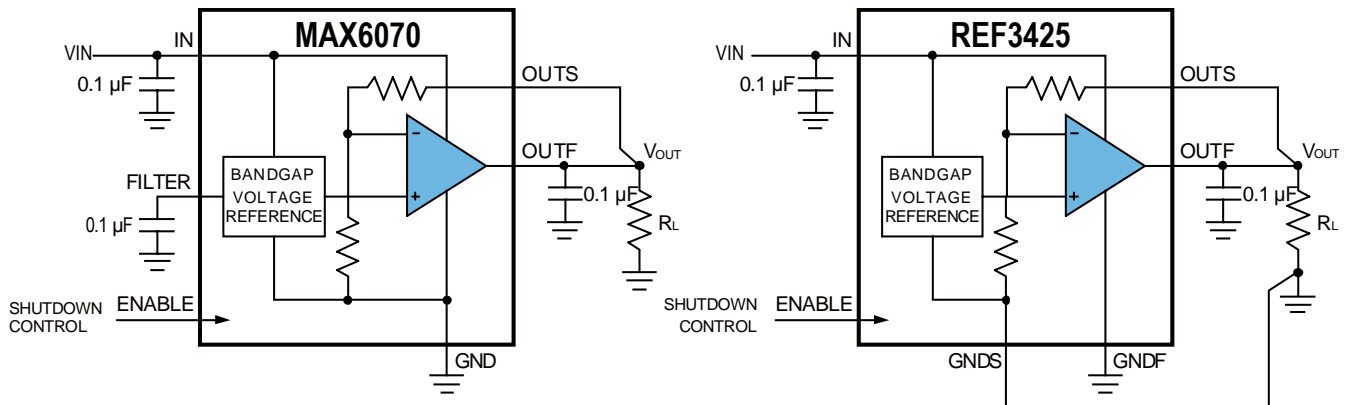 MAX6070
IN
VIN
0.1 µF
OUTS
OUTF
VOUT
BANDGAP
VOLTAGE
REFERENCE
FILTER
0.1 µF
0.1 µF
RL
SHUTDOWN
CONTROL
ENABLE
GND
REF3425
IN
VIN
0.1 µF
OUTS
OUTF
VOUT
BANDGAP
VOLTAGE
REFERENCE
0.1 µF
RL
SHUTDOWN
CONTROL
ENABLE
GNDS
GNDF